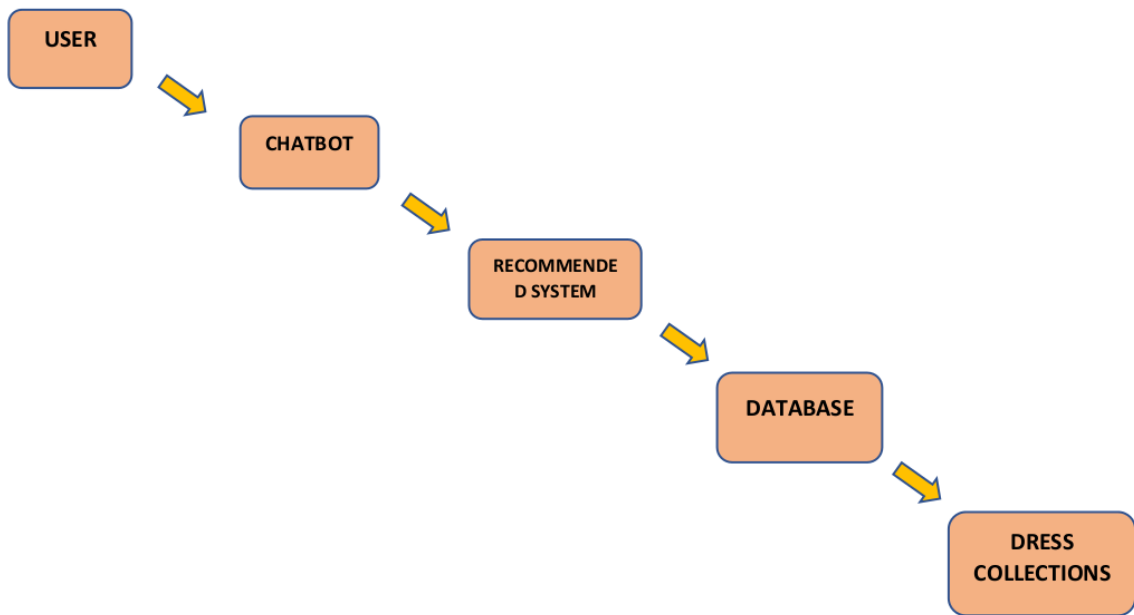 USER
CHATBOT
RECOMMENDE
D SYSTEM
DATABASE
DRESS
COLLECTIONS